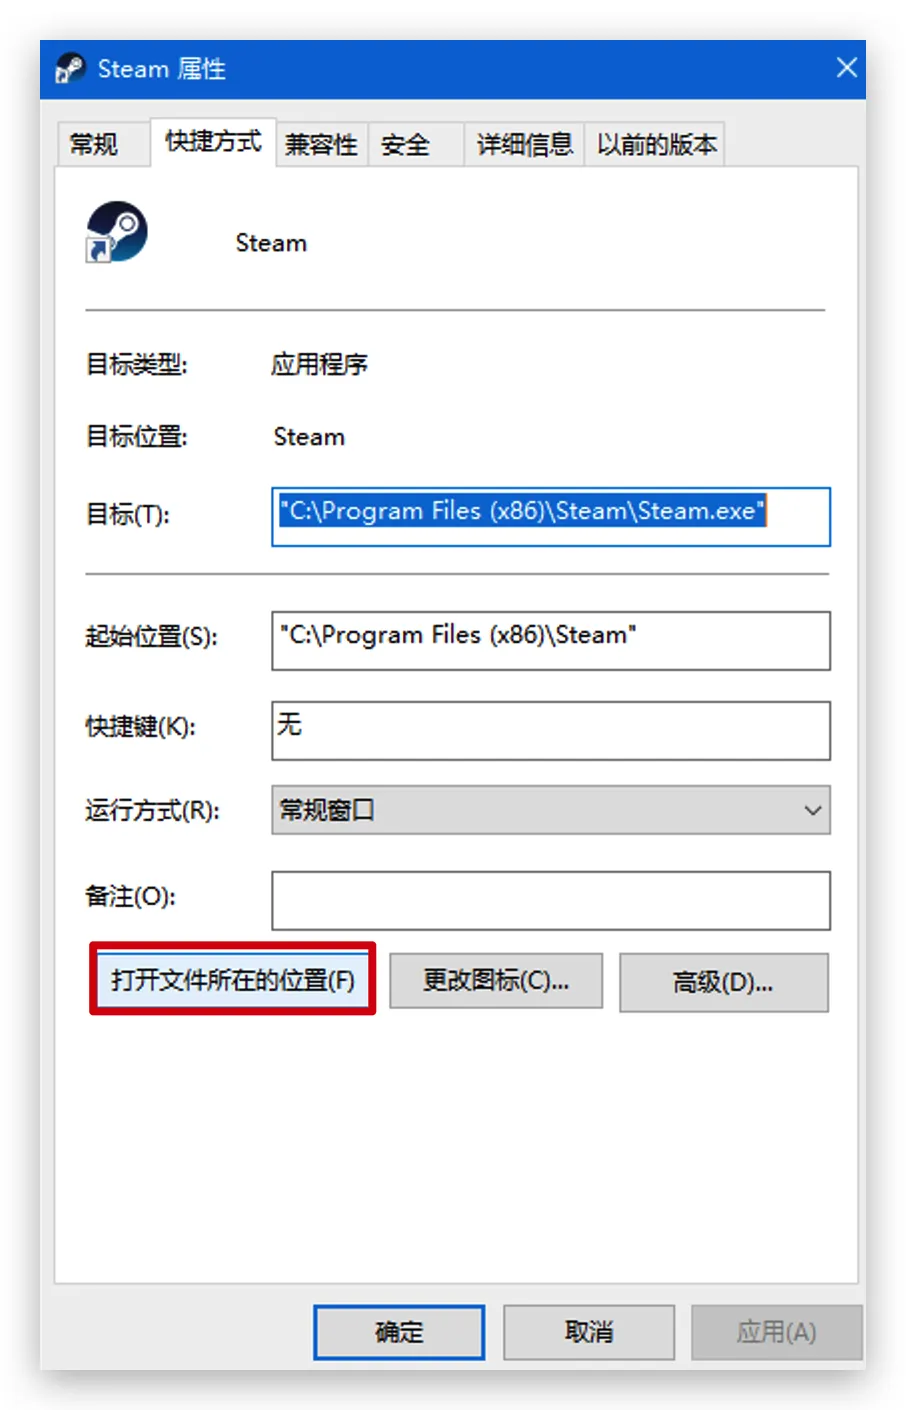 Steam 属性
常规 快捷方式 兼容性 安全 详细信息 以前的版本
Steam
目标类型: 应用程序
目标位置: Steam
目标(T): "C:\Program Files (x86)\Steam\Steam.exe"
起始位置(S): "C:\Program Files (x86)\Steam"
快捷键(K): 无
运行方式(R): 常规窗口
备注(O):
打开文件所在的位置(F) 更改图标(C)... 高级(D)...
确定 取消 应用(A)